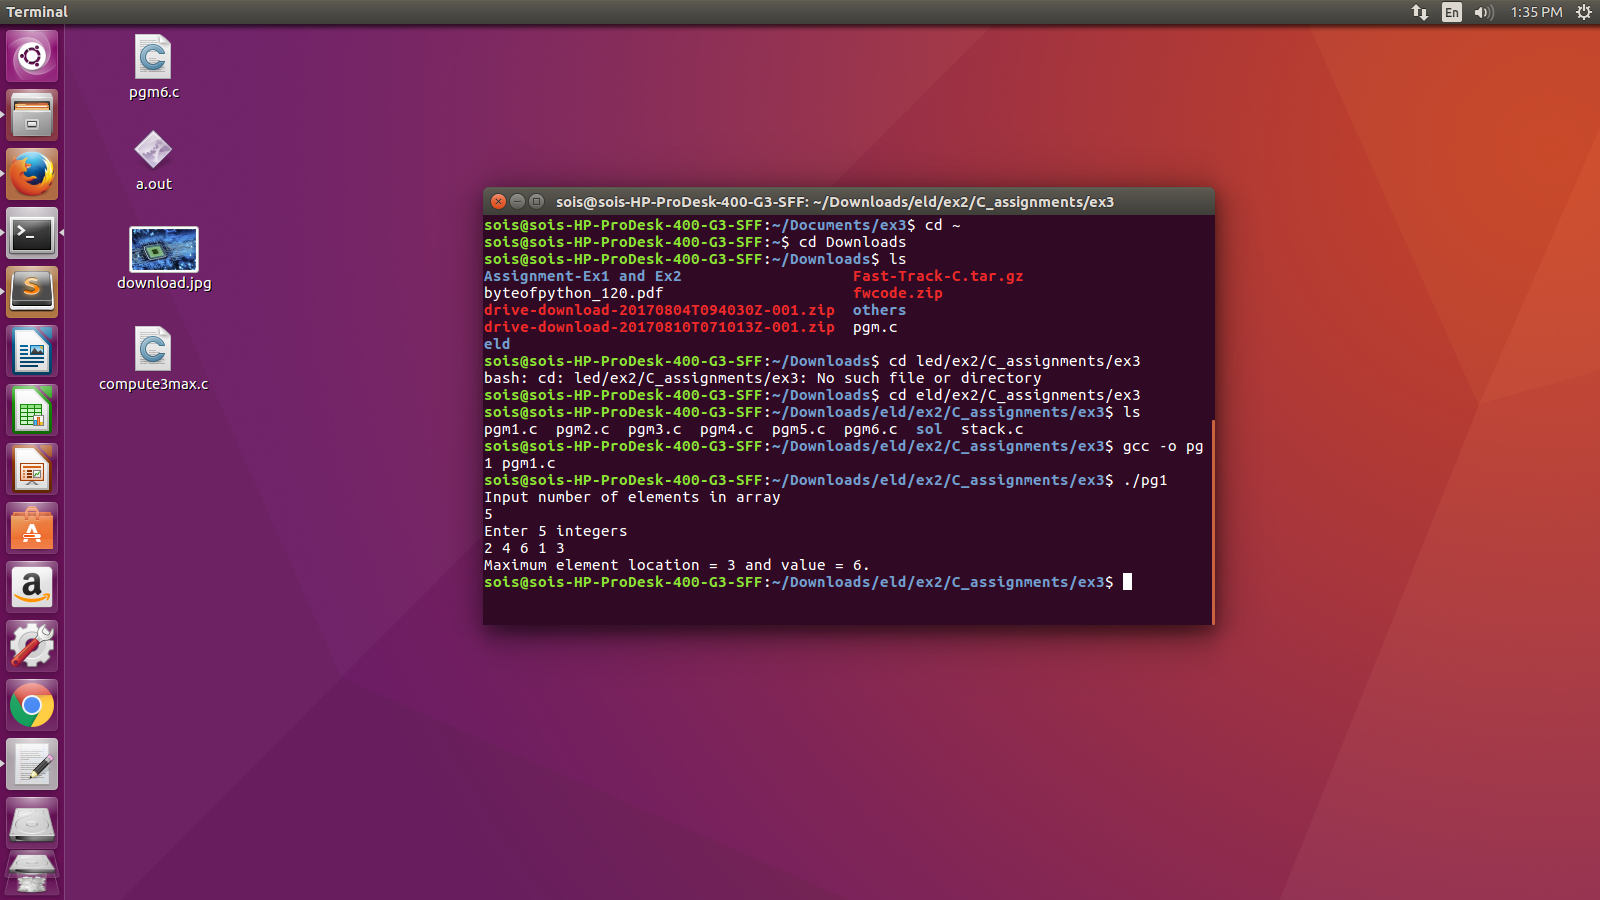 Terminal
En
1:35 PM
pgm6.c
a.out
download.jpg
compute3max.c
sois@sois-HP-ProDesk-400-G3-SFF: ~/Downloads/eld/ex2/C_assignments/ex3
sois@sois-HP-ProDesk-400-G3-SFF:~/Documents/ex3$ cd ~
sois@sois-HP-ProDesk-400-G3-SFF:~$ cd Downloads
sois@sois-HP-ProDesk-400-G3-SFF:~/Downloads$ ls
Assignment-Ex1 and Ex2 Fast-Track-C.tar.gz
byteofpython_120.pdf fwcode.zip
drive-download-20170804T094030Z-001.zip others
drive-download-20170810T071013Z-001.zip pgm.c
eld
sois@sois-HP-ProDesk-400-G3-SFF:~/Downloads$ cd led/ex2/C_assignments/ex3
bash: cd: led/ex2/C_assignments/ex3: No such file or directory
sois@sois-HP-ProDesk-400-G3-SFF:~/Downloads$ cd eld/ex2/C_assignments/ex3
sois@sois-HP-ProDesk-400-G3-SFF:~/Downloads/eld/ex2/C_assignments/ex3$ ls
pgm1.c pgm2.c pgm3.c pgm4.c pgm5.c pgm6.c sol stack.c
sois@sois-HP-ProDesk-400-G3-SFF:~/Downloads/eld/ex2/C_assignments/ex3$ gcc -o pg
1 pgm1.c
sois@sois-HP-ProDesk-400-G3-SFF:~/Downloads/eld/ex2/C_assignments/ex3$ ./pg1
Input number of elements in array
5
Enter 5 integers
2 4 6 1 3
Maximum element location = 3 and value = 6.
sois@sois-HP-ProDesk-400-G3-SFF:~/Downloads/eld/ex2/C_assignments/ex3$